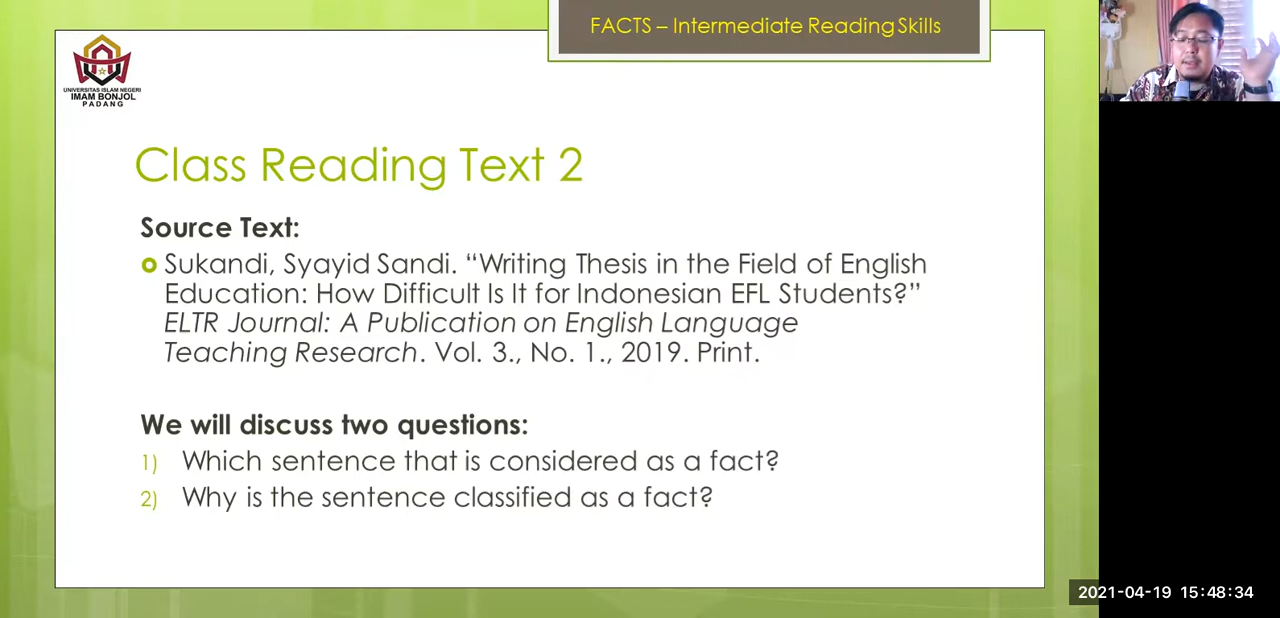 FACTS – Intermediate Reading Skills
UNIVERSITAS ISLAM NEGERI
IMAM BONJOL
PADANG
Class Reading Text 2
Source Text:
Sukandi, Syayid Sandi. “Writing Thesis in the Field of English
Education: How Difficult Is It for Indonesian EFL Students?”
ELTR Journal: A Publication on English Language
Teaching Research. Vol. 3., No. 1., 2019. Print.
We will discuss two questions:
1) Which sentence that is considered as a fact?
2) Why is the sentence classified as a fact?
2021-04-19 15:48:34